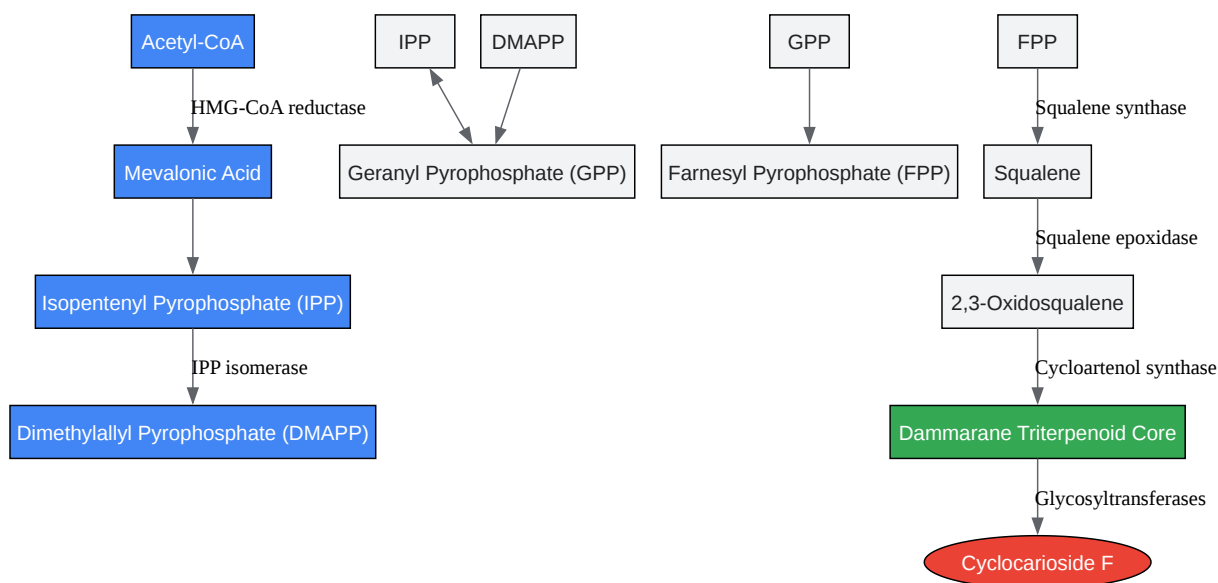 Acetyl-CoA
HMG-CoA reductase
Mevalonic Acid
Isopentenyl Pyrophosphate (IPP)
IPP isomerase
Dimethylallyl Pyrophosphate (DMAPP)
IPP
DMAPP
Geranyl Pyrophosphate (GPP)
GPP
Farnesyl Pyrophosphate (FPP)
FPP
Squalene synthase
Squalene
Squalene epoxidase
2,3-Oxidosqualene
Cycloartenol synthase
Dammarane Triterpenoid Core
Glycosyltransferases
Cyclocarioside F